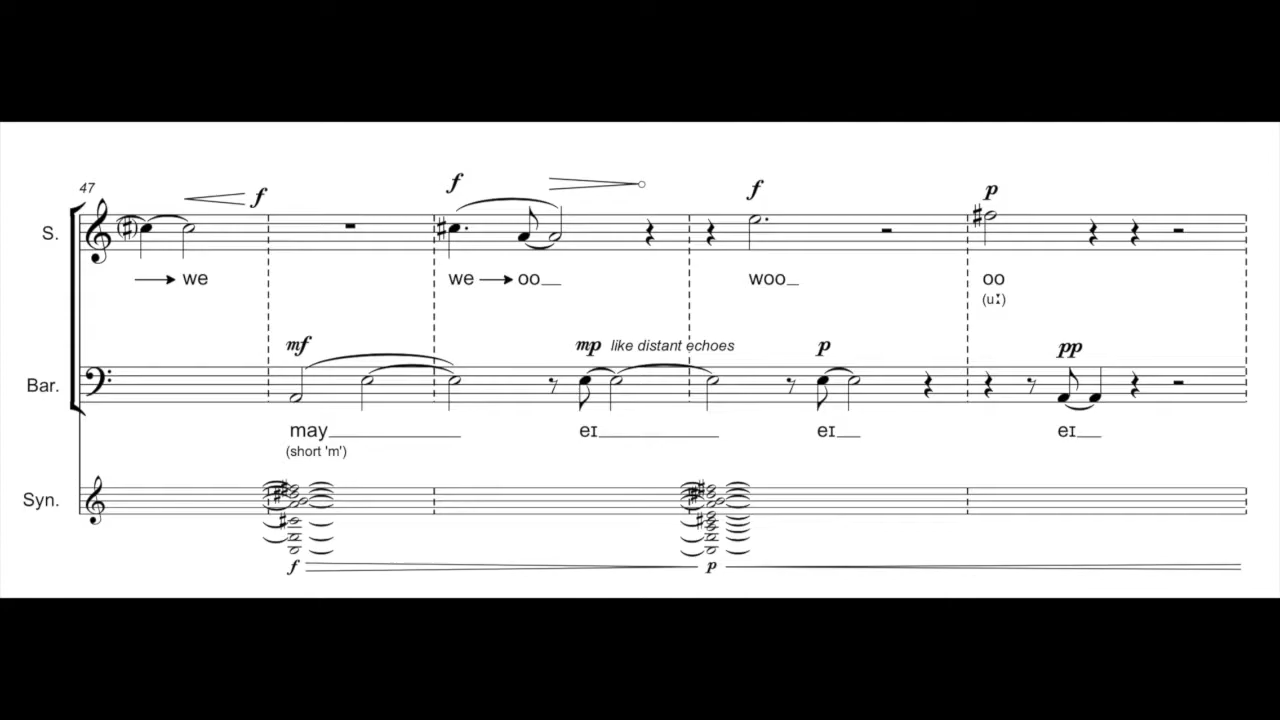 47
f
f
f
p
S.
we
we oo
woo
oo
(uː)
mf
mp like distant echoes
p
pp
Bar.
may
eɪ
eɪ
eɪ
(short 'm')
Syn.
f
p